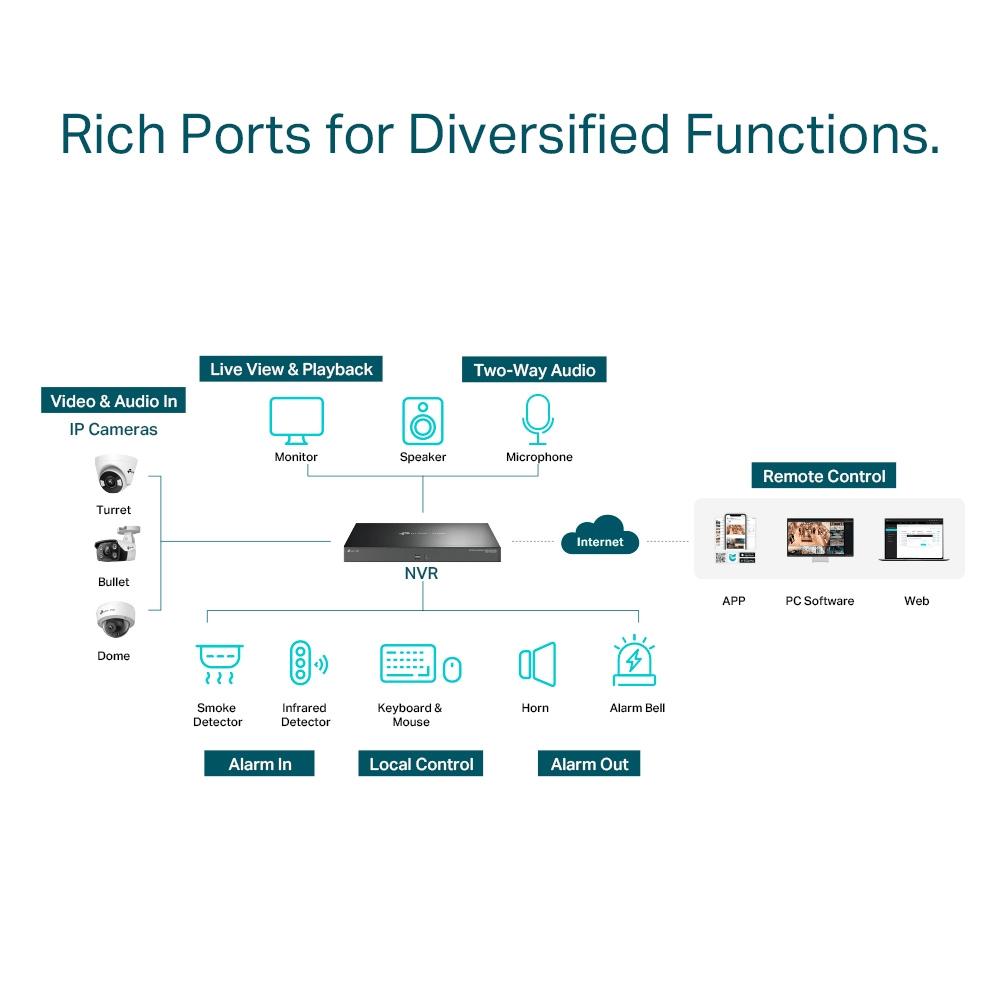 Rich Ports for Diversified Functions.
Live View & Playback
Two-Way Audio
Video & Audio In
IP Cameras
Monitor
Speaker
Microphone
Turret
Bullet
Dome
NVR
Internet
Remote Control
APP
PC Software
Web
Smoke
Detector
Infrared
Detector
Keyboard &
Mouse
Horn
Alarm Bell
Alarm In
Local Control
Alarm Out